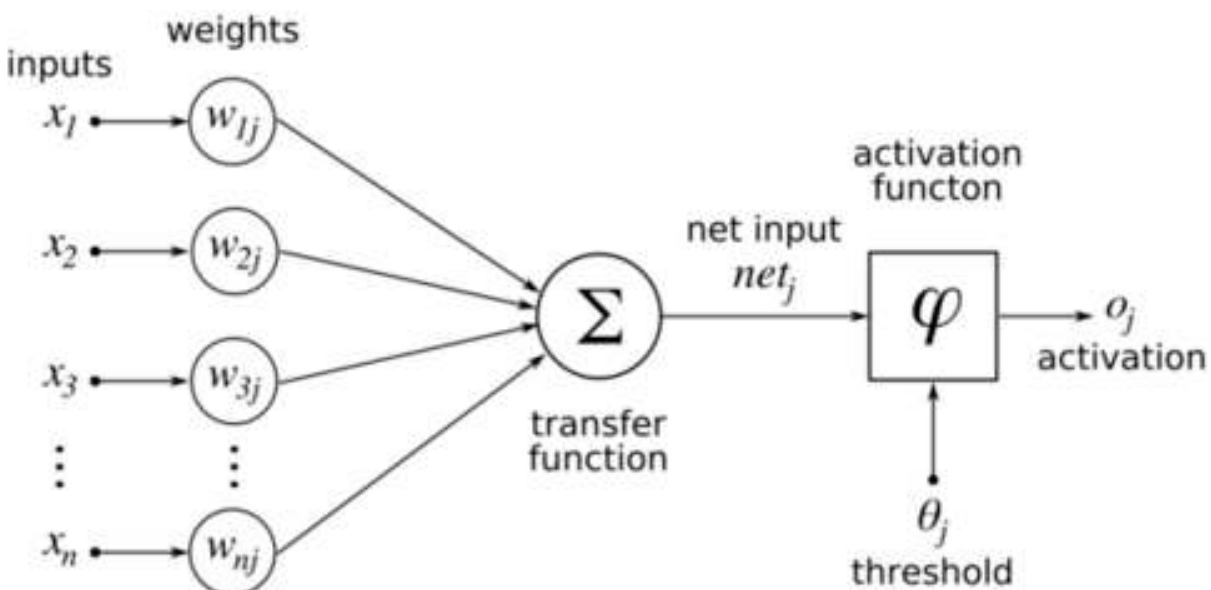 weights
inputs
x1
w1j
x2
w2j
x3
w3j
xn
wnj
Σ
transfer
function
net input
netj
activation
functon
φ
oj
activation
θj
threshold